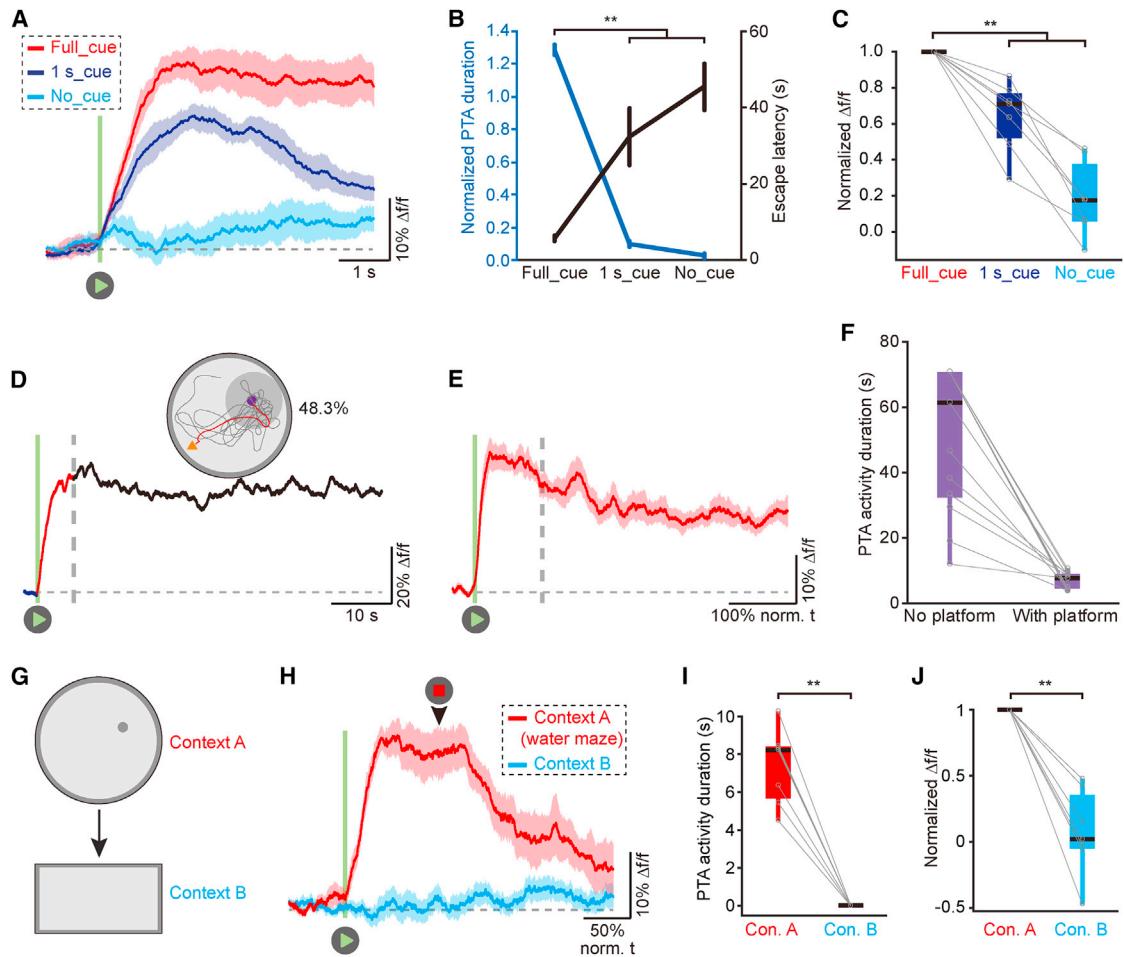 A
Full_cue
1 s_cue
No_cue
10% Δf/f
1 s
B
**
Normalized PTA duration
1.4
1.2
1.0
0.8
0.6
0.4
0.2
0.0
60
40
20
0
Escape latency (s)
Full_cue 1 s_cue No_cue
C
**
Normalized Δf/f
1.0
0.8
0.6
0.4
0.2
0.0
Full_cue 1 s_cue No_cue
D
48.3%
20% Δf/f
10 s
E
10% Δf/f
100% norm. t
F
PTA activity duration (s)
80
60
40
20
0
No platform With platform
G
Context A
Context B
H
Context A
(water maze)
Context B
10% Δf/f
50%
norm. t
I
**
PTA activity duration (s)
10
8
6
4
2
0
Con. A Con. B
J
**
Normalized Δf/f
1
0.5
0
-0.5
Con. A Con. B